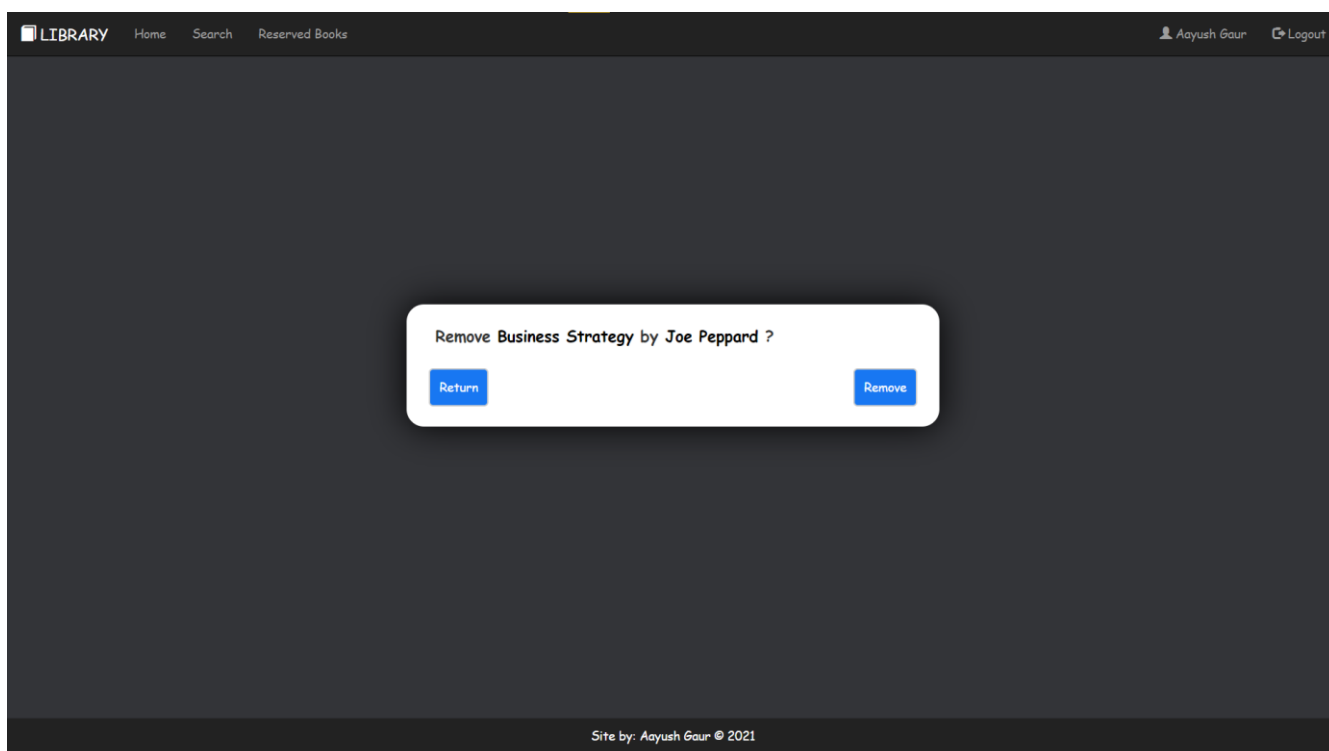 LIBRARY Home Search Reserved Books Aayush Gaur Logout
Remove Business Strategy by Joe Peppard ?
Return Remove
Site by: Aayush Gaur © 2021